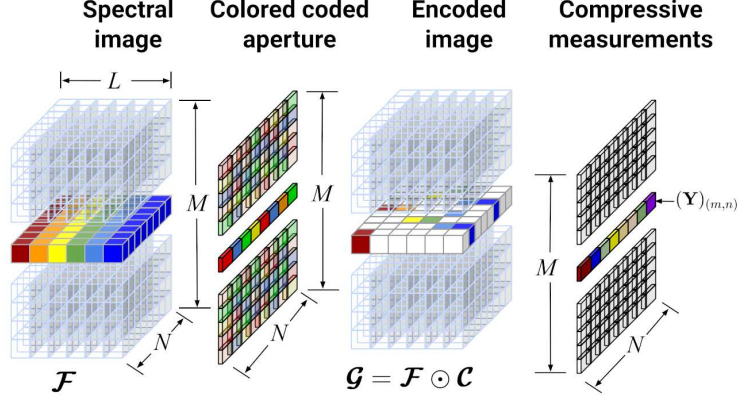 Spectral image
Colored coded aperture
Encoded image
Compressive measurements
L
M
M
M
N
N
N
(Y)(m,n)
𝓕
𝓖 = 𝓕 ⊙ 𝓒